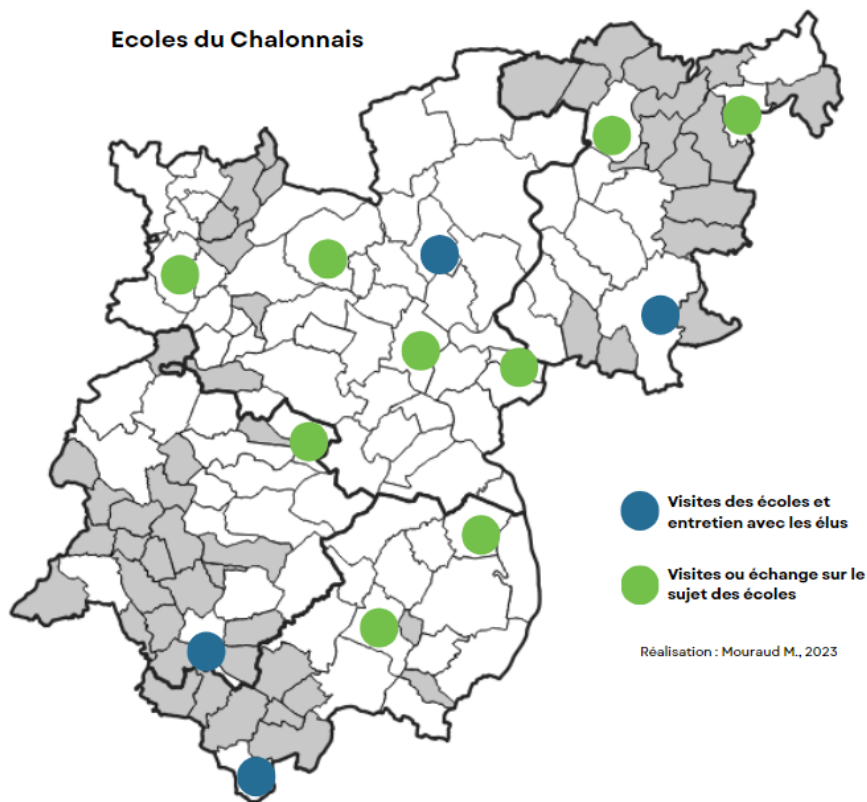 Ecoles du Chalonnais
Visites des écoles et
entretien avec les élus
Visites ou échange sur le
sujet des écoles
Réalisation : Mouraud M., 2023